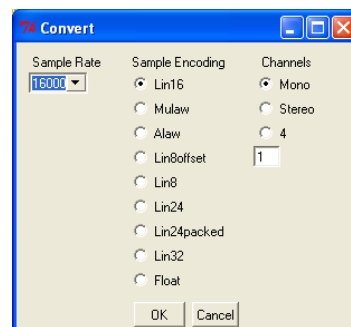 Convert
Sample Rate
16000
Sample Encoding
Lin16
Mulaw
Alaw
Lin8offset
Lin8
Lin24
Lin24packed
Lin32
Float
Channels
Mono
Stereo
4
1
OK
Cancel